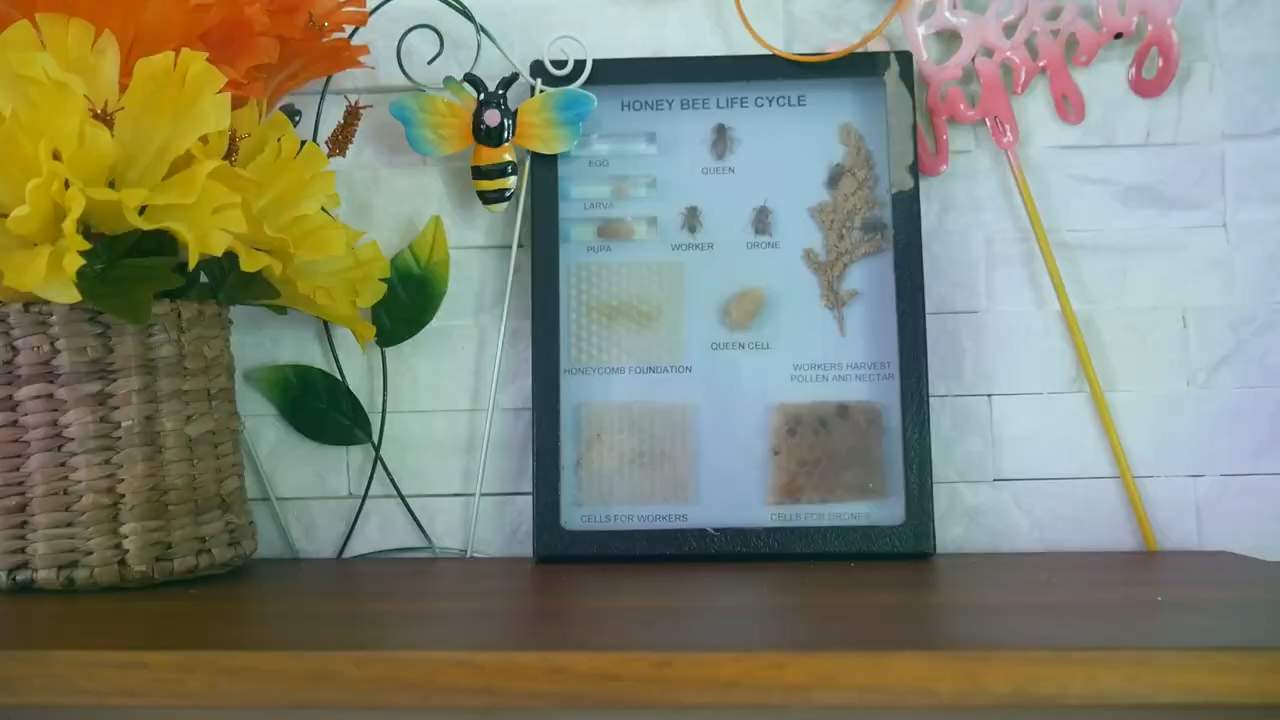 HONEY BEE LIFE CYCLE
EGG
QUEEN
LARVA
PUPA
WORKER
DRONE
QUEEN CELL
HONEYCOMB FOUNDATION
WORKERS HARVEST
POLLEN AND NECTAR
CELLS FOR WORKERS
CELLS FOR DRONES